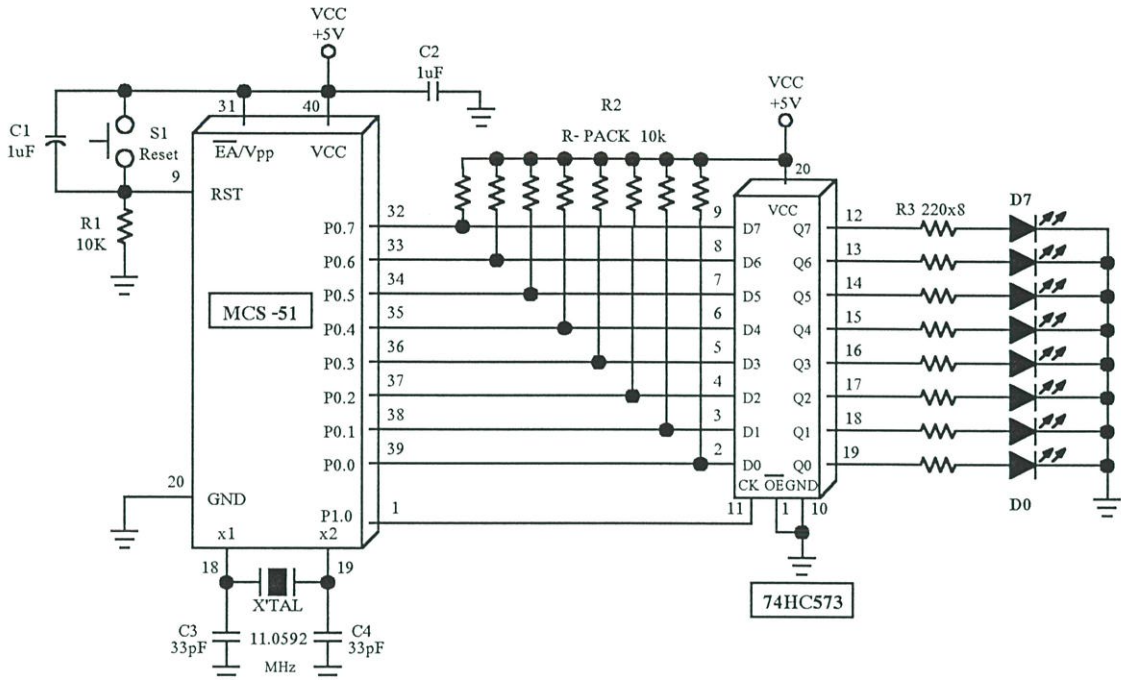 VCC
+5V
C2
1uF
VCC
+5V
R2
R- PACK 10k
C1
1uF
S1
Reset
31
40
EA/Vpp
VCC
9
RST
R1
10K
MCS -51
P0.7
32
P0.6
33
P0.5
34
P0.4
35
P0.3
36
P0.2
37
P0.1
38
P0.0
39
20
GND
P1.0
1
x1
x2
18
19
X'TAL
C3
33pF
11.0592
MHz
C4
33pF
20
VCC
9
D7
Q7
12
8
D6
Q6
13
7
D5
Q5
14
6
D4
Q4
15
5
D3
Q3
16
4
D2
Q2
17
3
D1
Q1
18
2
D0
Q0
19
CK OE GND
11
1
10
74HC573
R3 220x8
D7
D0